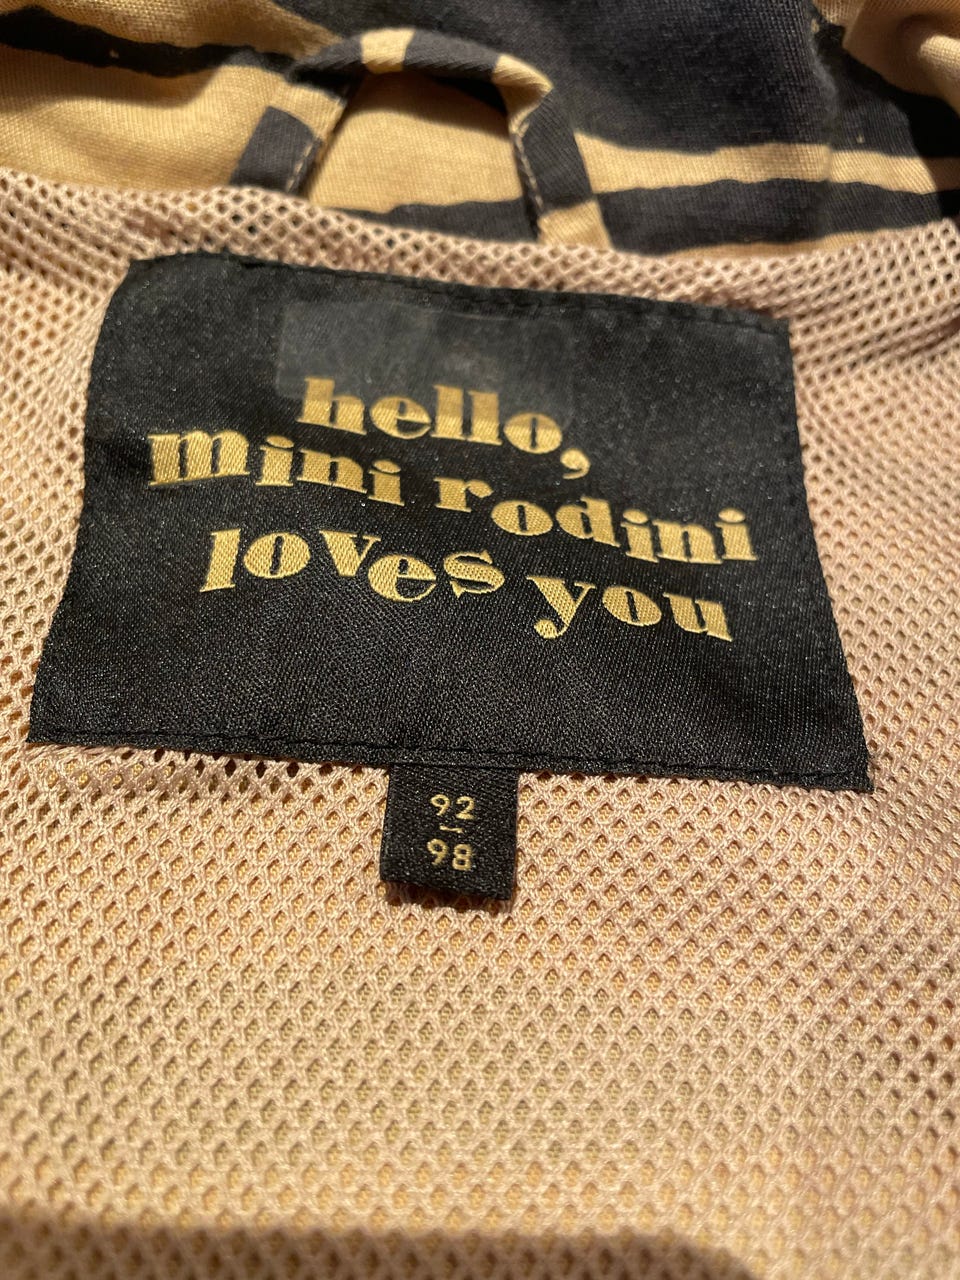 hello,
mini rodini
loves you
92
–
98